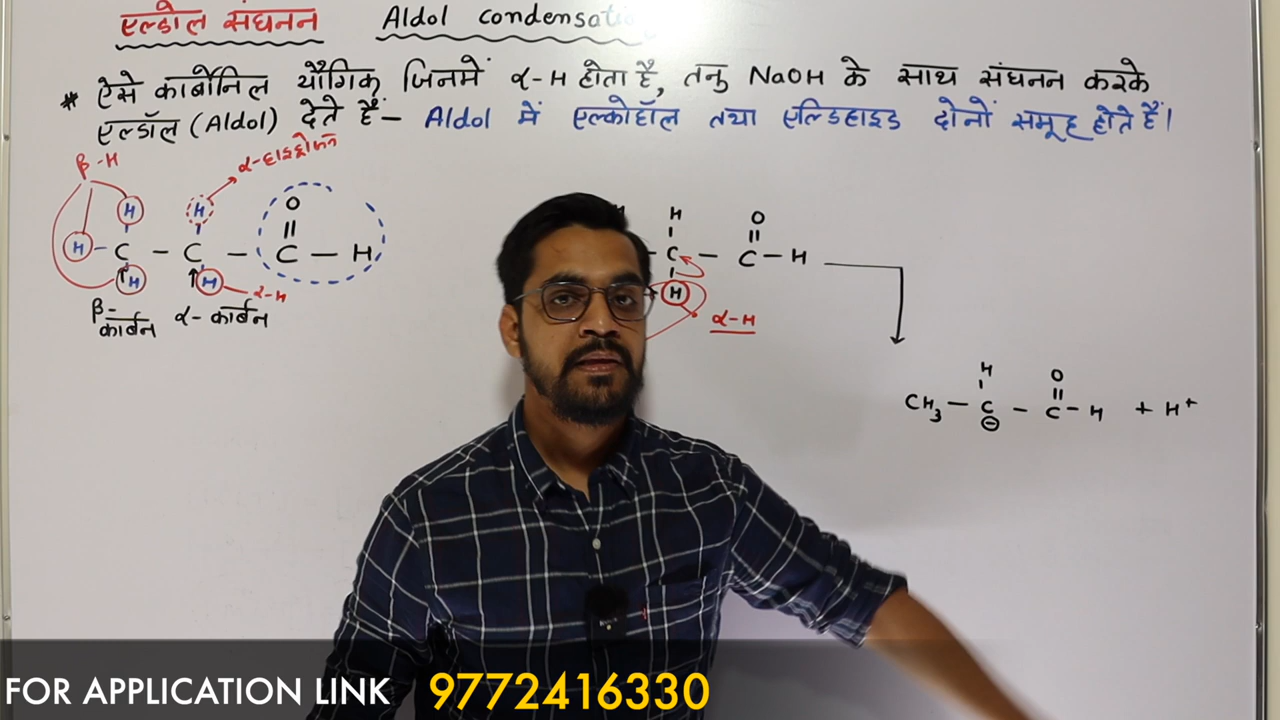 एल्डोल संघनन Aldol condensati
* ऐसे कार्बोनिल यौगिक जिनमें α-H होता है, तनु NaOH के साथ संघनन करके
एल्डॉल (Aldol) देते हैं- Aldol में एल्कोहॉल तथा एल्डिहाइड दोनों समूह होते हैं।
β-H α-हाइड्रोजन
H H O H H O
H - C - C - C - H C - C - H
H H α-H H α-H
β-कार्बन α-कार्बन
H O
CH₃ - C - C - H + H⁺
⊖
FOR APPLICATION LINK 9772416330